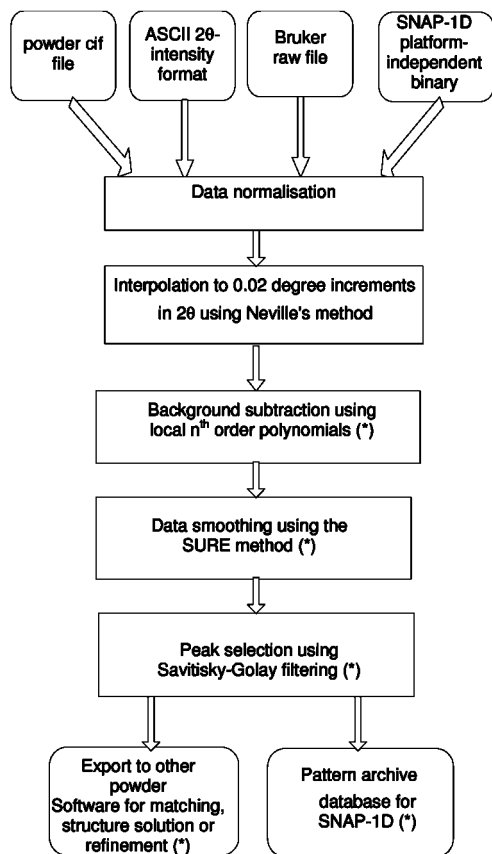 powder cif
file
ASCII 2θ-
intensity
format
Bruker
raw file
SNAP-1D
platform-
independent
binary
Data normalisation
Interpolation to 0.02 degree increments
in 2θ using Neville's method
Background subtraction using
local nth order polynomials (*)
Data smoothing using the
SURE method (*)
Peak selection using
Savitisky-Golay filtering (*)
Export to other
powder
Software for matching,
structure solution or
refinement (*)
Pattern archive
database for
SNAP-1D (*)